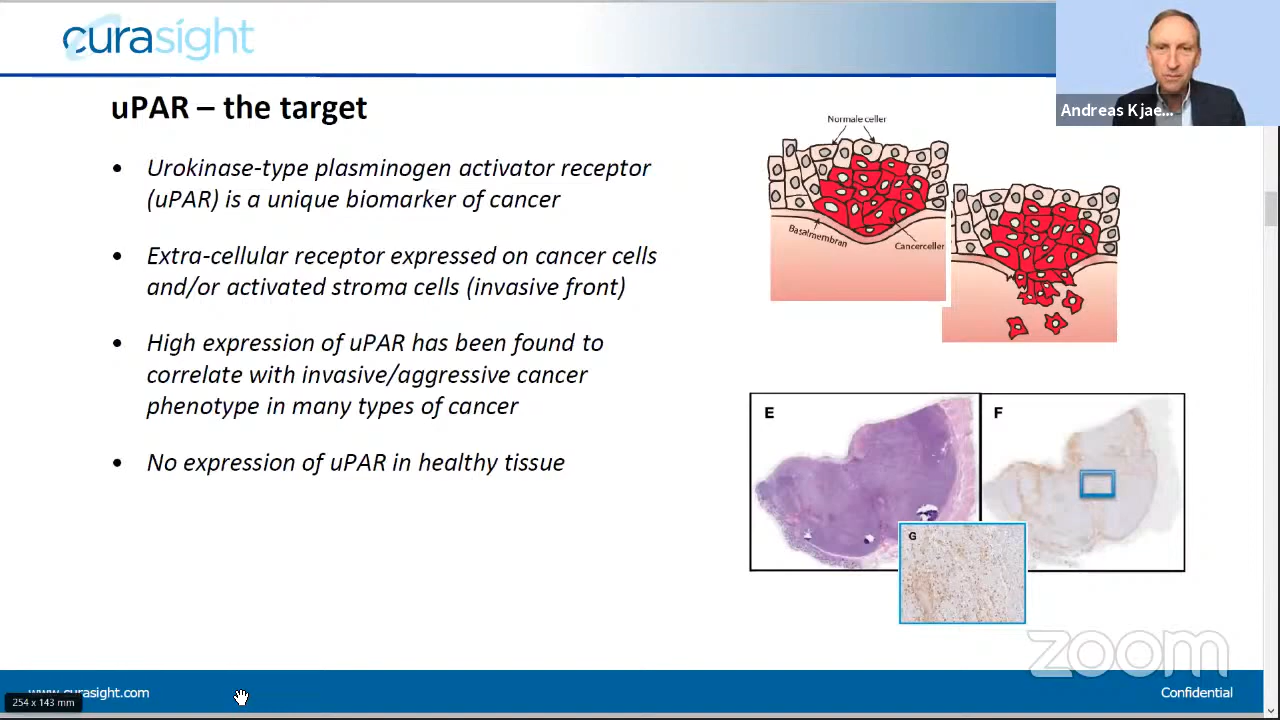 curasight
Andreas Kjae...
uPAR – the target
• Urokinase-type plasminogen activator receptor
(uPAR) is a unique biomarker of cancer
• Extra-cellular receptor expressed on cancer cells
and/or activated stroma cells (invasive front)
• High expression of uPAR has been found to
correlate with invasive/aggressive cancer
phenotype in many types of cancer
• No expression of uPAR in healthy tissue
Normale celler
Basalmembran
Cancerceller
E
F
G
zoom
www.curasight.com
Confidential
254 x 143 mm